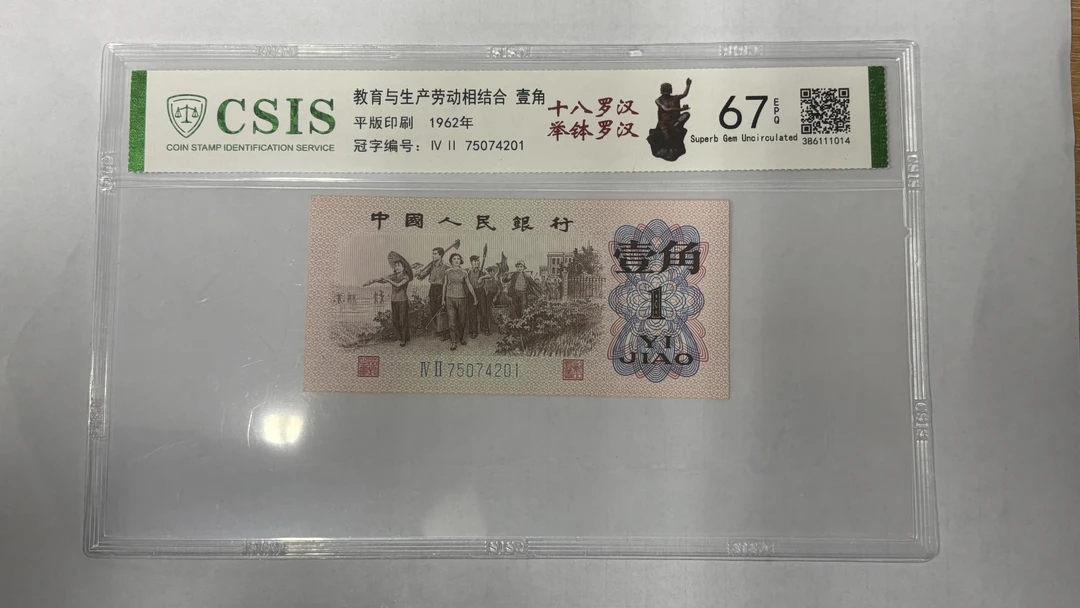 CSIS
COIN STAMP IDENTIFICATION SERVICE
教育与生产劳动相结合 壹角
平版印刷 1962年
冠字编号：Ⅳ Ⅱ 75074201
十八罗汉
举钵罗汉
67 EPQ
Superb Gem Uncirculated
386111014
中國人民銀行
壹角
1
YI
JIAO
Ⅳ Ⅱ 75074201